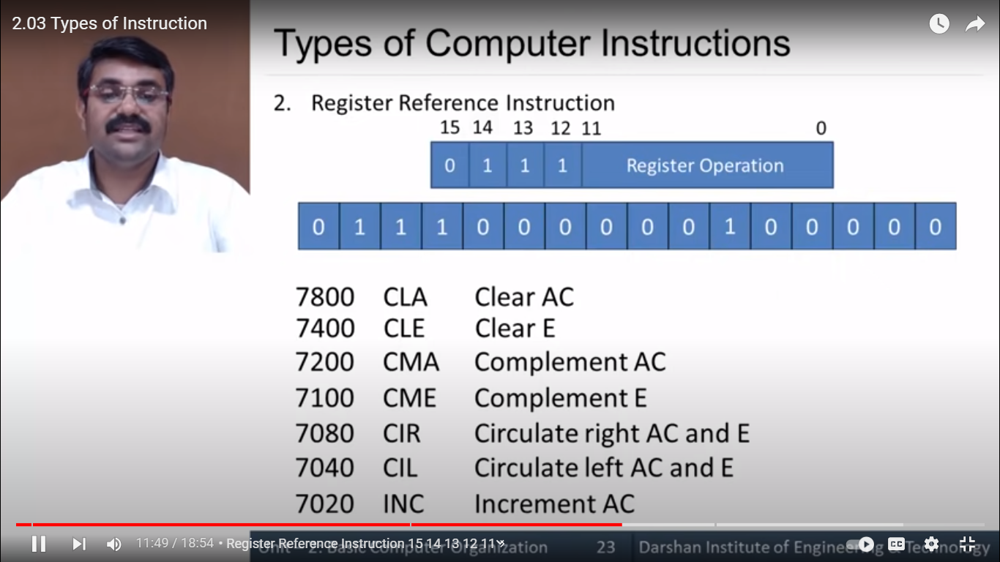 2.03 Types of Instruction
Types of Computer Instructions
2. Register Reference Instruction
15 14 13 12 11 0
0 1 1 1 Register Operation
0 1 1 1 0 0 0 0 0 0 1 0 0 0 0 0
7800 CLA Clear AC
7400 CLE Clear E
7200 CMA Complement AC
7100 CME Complement E
7080 CIR Circulate right AC and E
7040 CIL Circulate left AC and E
7020 INC Increment AC
11:49 / 18:54 • Register Reference Instruction 15 14 13 12 11
Unit – 2: Basic Computer Organization 23 Darshan Institute of Engineering & Technology
CC